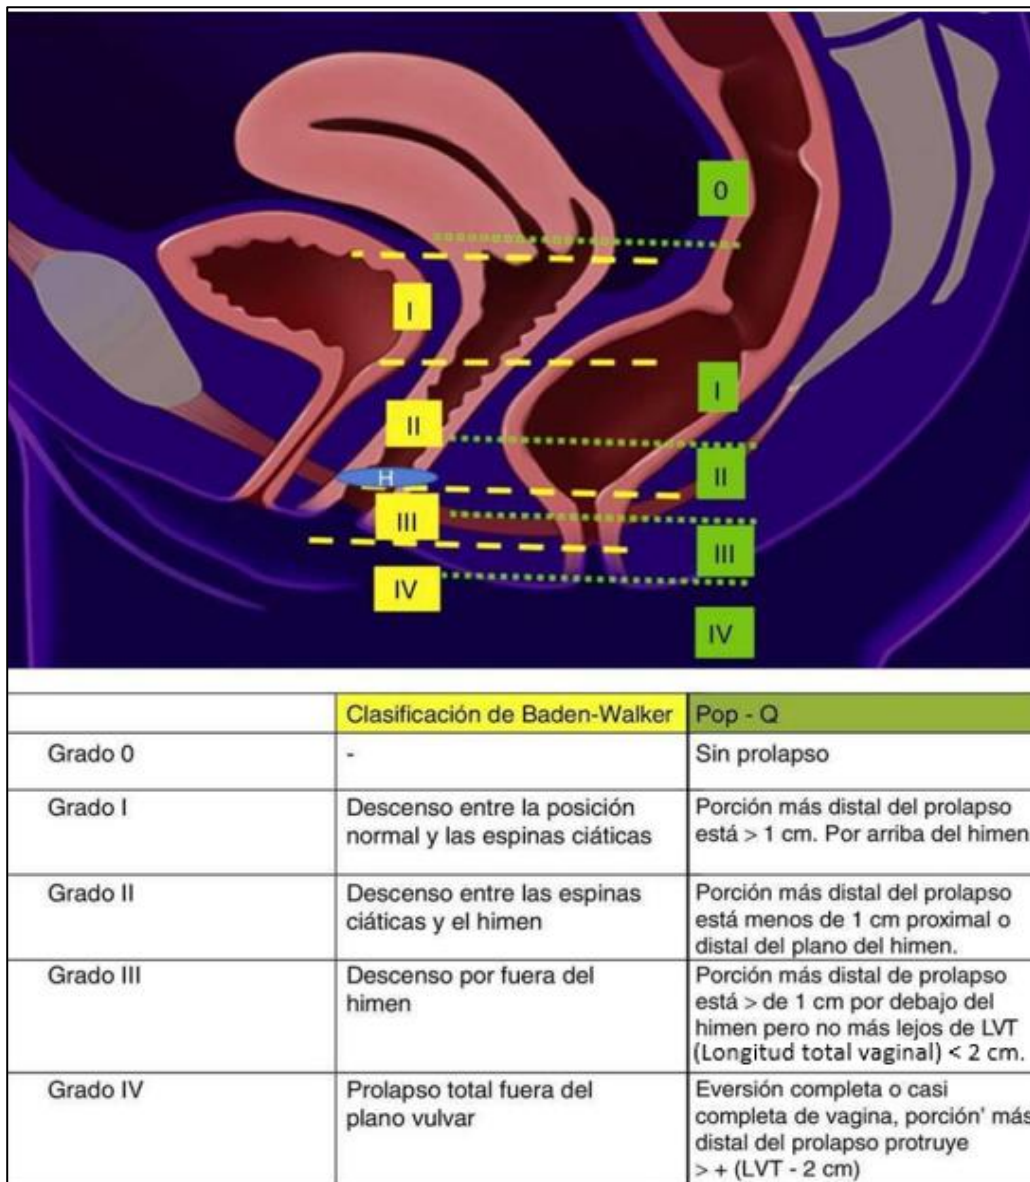 0
I
I
II
II
H
III
III
IV
IV
Clasificación de Baden-Walker
Pop - Q
Grado 0
-
Sin prolapso
Grado I
Descenso entre la posición
normal y las espinas ciáticas
Porción más distal del prolapso
está > 1 cm. Por arriba del himen
Grado II
Descenso entre las espinas
ciáticas y el himen
Porción más distal del prolapso
está menos de 1 cm proximal o
distal del plano del himen.
Grado III
Descenso por fuera del
himen
Porción más distal de prolapso
está > de 1 cm por debajo del
himen pero no más lejos de LVT
(Longitud total vaginal) < 2 cm.
Grado IV
Prolapso total fuera del
plano vulvar
Eversión completa o casi
completa de vagina, porción' más
distal del prolapso protruye
> + (LVT - 2 cm)